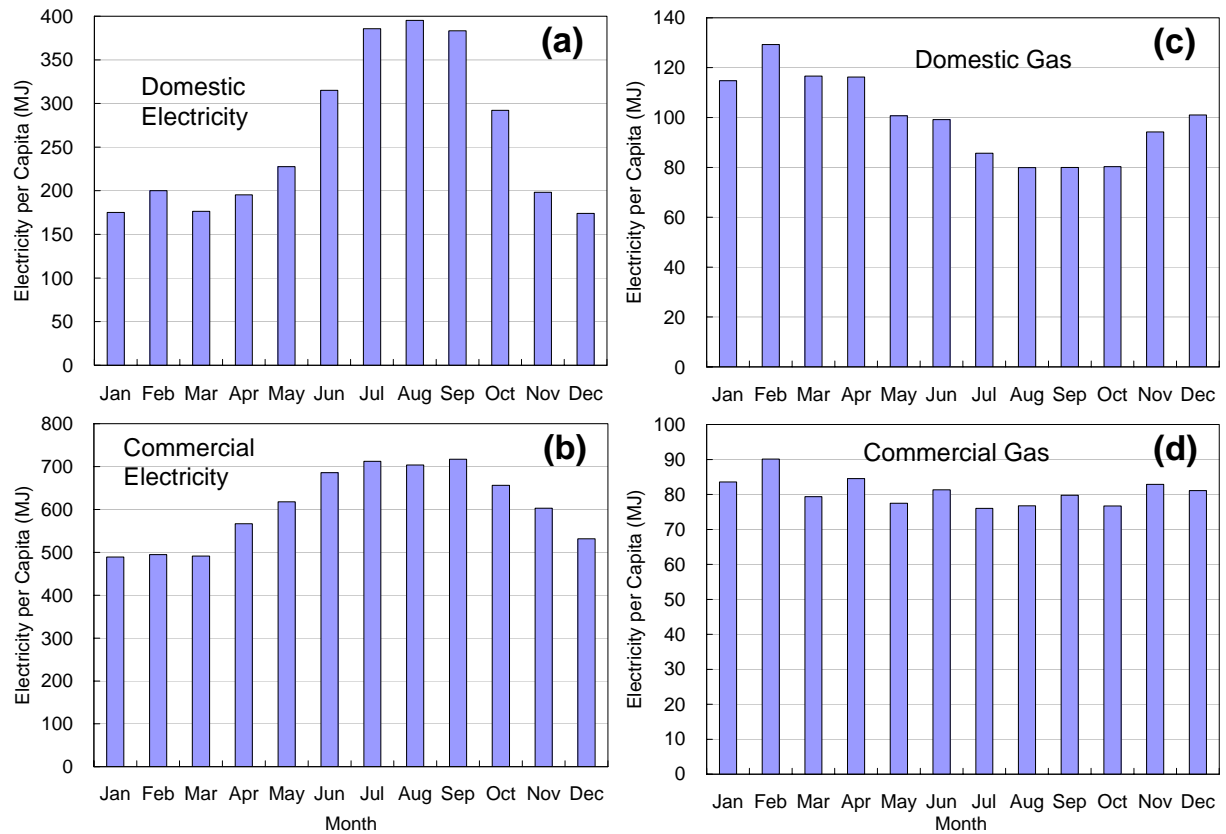 Electricity per Capita (MJ)
400
350
300
250
200
150
100
50
0
(a)
Domestic
Electricity
Jan Feb Mar Apr May Jun Jul Aug Sep Oct Nov Dec
Electricity per Capita (MJ)
140
120
100
80
60
40
20
0
(c)
Domestic Gas
Jan Feb Mar Apr May Jun Jul Aug Sep Oct Nov Dec
Electricity per Capita (MJ)
800
700
600
500
400
300
200
100
0
Commercial
Electricity
(b)
Jan Feb Mar Apr May Jun Jul Aug Sep Oct Nov Dec
Month
Electricity per Capita (MJ)
100
90
80
70
60
50
40
30
20
10
0
Commercial Gas
(d)
Jan Feb Mar Apr May Jun Jul Aug Sep Oct Nov Dec
Month